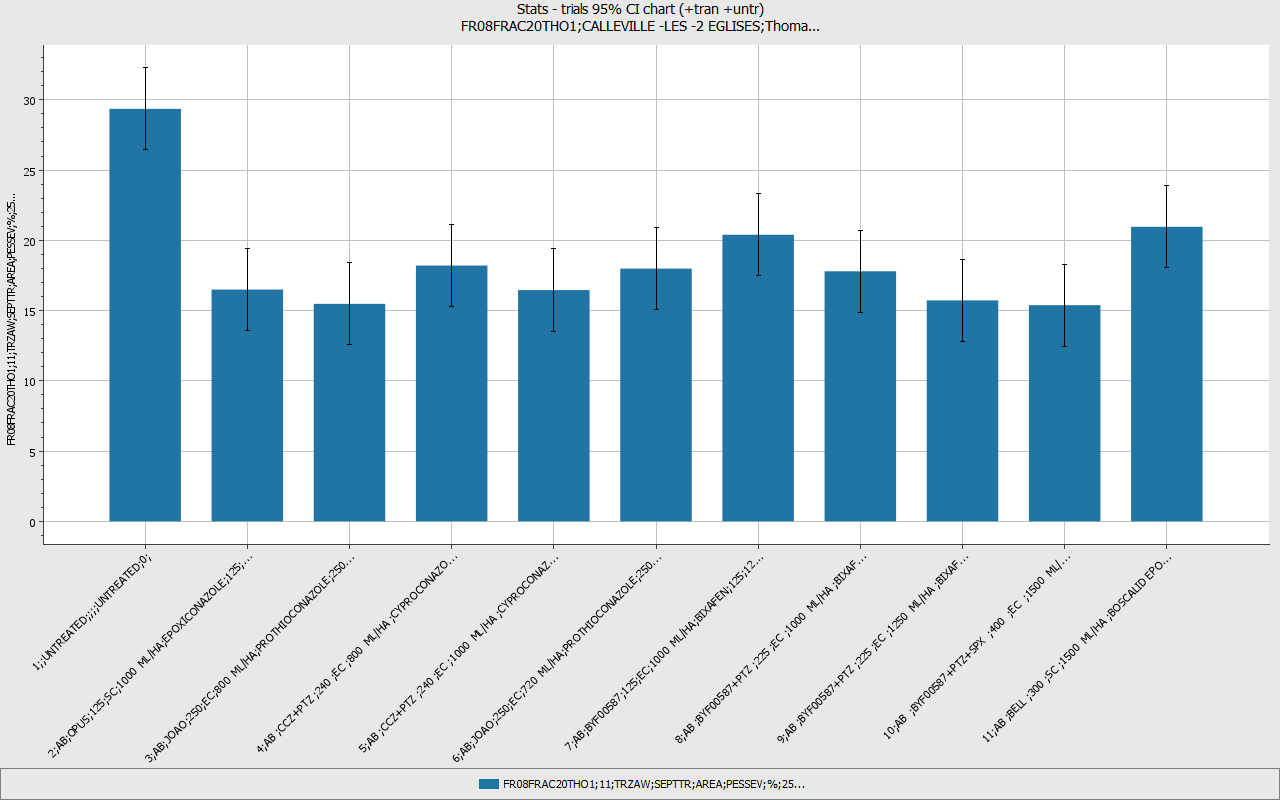 Stats - trials 95% CI chart (+tran +untr)
FR08FRAC20THO1;CALLEVILLE -LES -2 EGLISES;Thoma...
FR08FRAC20THO1;11;TRZAW;SEPTTR;AREA;PESSEV;%;25...
30
25
20
15
10
5
0
1;;UNTREATED;;;;UNTREATED;0;
2;AB;OPUS;125;SC;1000 ML/HA;EPOXICONAZOLE;125;...
3;AB;JOAO;250;EC;800 ML/HA;PROTHIOCONAZOLE;250...
4;AB ;CCZ+PTZ ;240 ;EC ;800 ML/HA ;CYPROCONAZO...
5;AB ;CCZ+PTZ ;240 ;EC ;1000 ML/HA ;CYPROCONAZ...
6;AB;JOAO;250;EC;720 ML/HA;PROTHIOCONAZOLE;250...
7;AB;BYF00587;125;EC;1000 ML/HA;BIXAFEN;125;12...
8;AB ;BYF00587+PTZ ;225 ;EC ;1000 ML/HA ;BIXAF...
9;AB ;BYF00587+PTZ ;225 ;EC ;1250 ML/HA ;BIXAF...
10;AB ;BYF00587+PTZ+SPX ;400 ;EC ;1500 ML/...
11;AB ;BELL ;300 ;SC ;1500 ML/HA ;BOSCALID EPO...
FR08FRAC20THO1;11;TRZAW;SEPTTR;AREA;PESSEV;%;25...